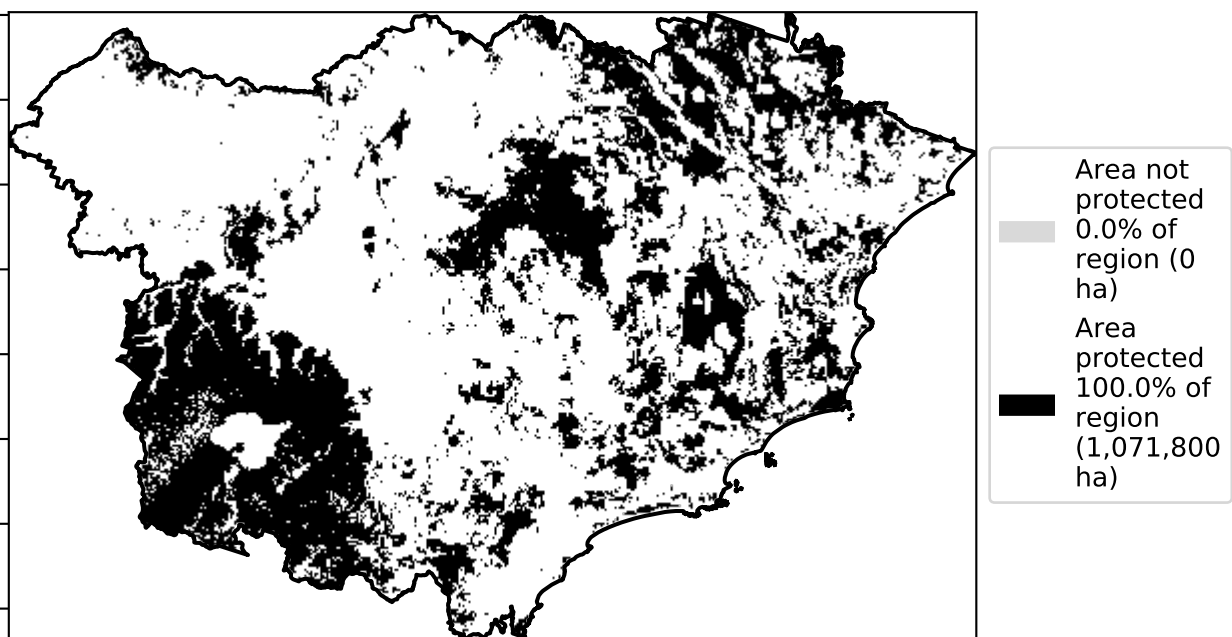 Area not
protected
0.0% of
region (0
ha)
Area
protected
100.0% of
region
(1,071,800
ha)